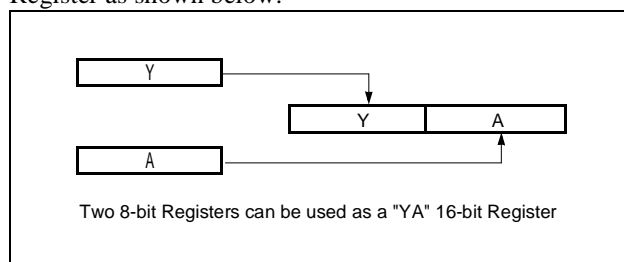 Register as shown below.
Y
Y A
A
Two 8-bit Registers can be used as a "YA" 16-bit Register